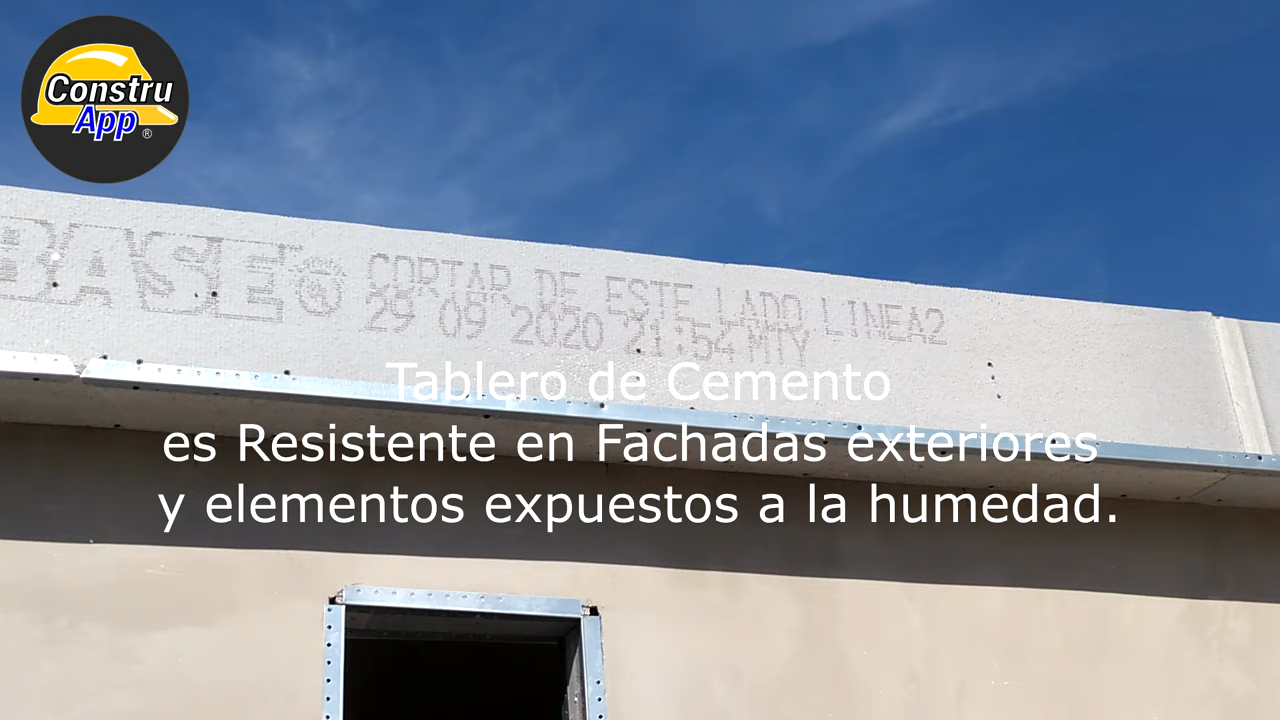 Constru
App
®
BASE
CORTAR DE ESTE LADO LINEA2
29 09 2020 21:54 MTY
Tablero de Cemento
es Resistente en Fachadas exteriores
y elementos expuestos a la humedad.